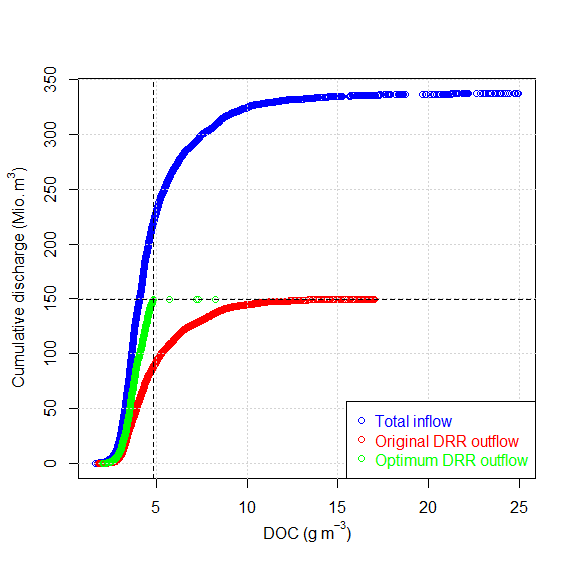 350
300
250
200
150
100
50
0
Cumulative discharge (Mio. m³)
5 10 15 20 25
DOC (g m⁻³)
Total inflow
Original DRR outflow
Optimum DRR outflow